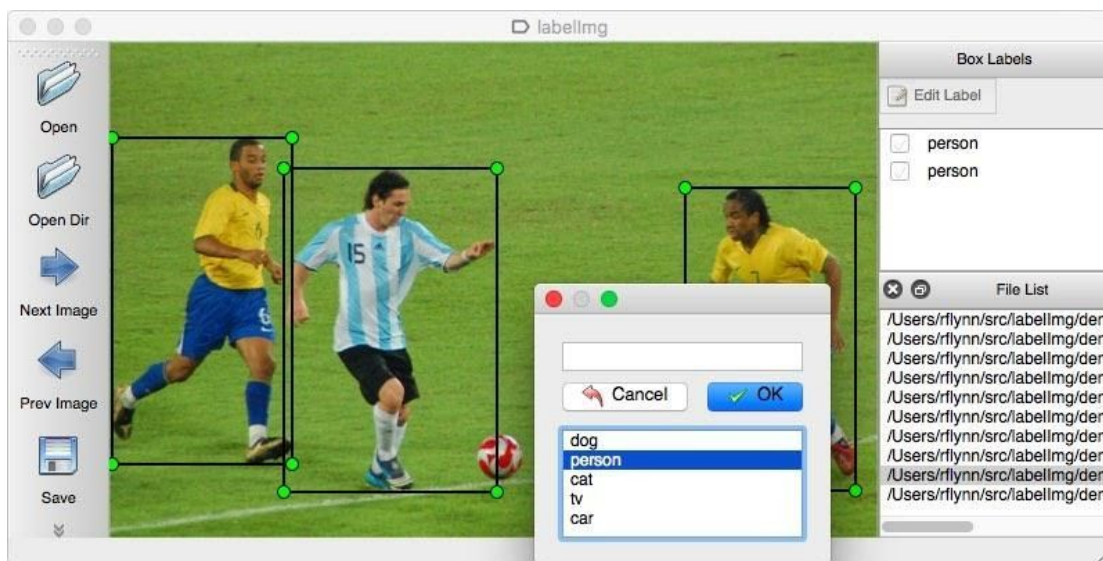 labelImg
Open
Open Dir
Next Image
Prev Image
Save
15
6
6
7
Cancel
OK
dog
person
cat
tv
car
Box Labels
Edit Label
person
person
File List
/Users/rflynn/src/labelImg/der
/Users/rflynn/src/labelImg/der
/Users/rflynn/src/labelImg/der
/Users/rflynn/src/labelImg/der
/Users/rflynn/src/labelImg/der
/Users/rflynn/src/labelImg/der
/Users/rflynn/src/labelImg/der
/Users/rflynn/src/labelImg/der
/Users/rflynn/src/labelImg/der
/Users/rflynn/src/labelImg/der